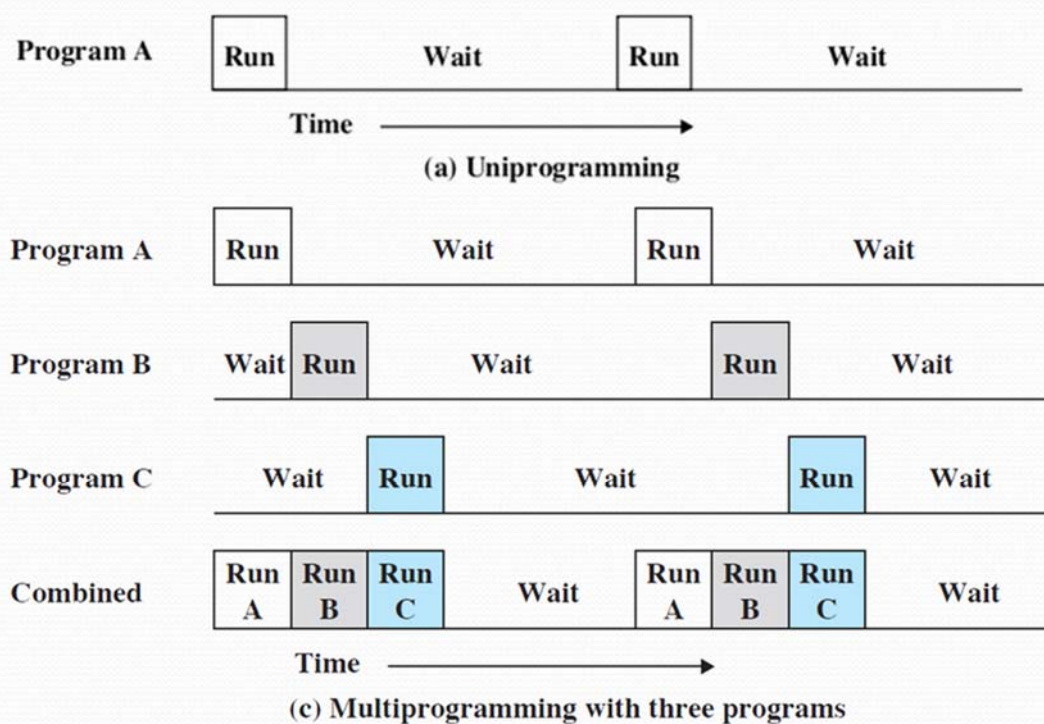 Program A Run Wait Run Wait
Time
(a) Uniprogramming
Program A Run Wait Run Wait
Program B Wait Run Wait Run Wait
Program C Wait Run Wait Run Wait
Combined Run A Run B Run C Wait Run A Run B Run C Wait
Time
(c) Multiprogramming with three programs